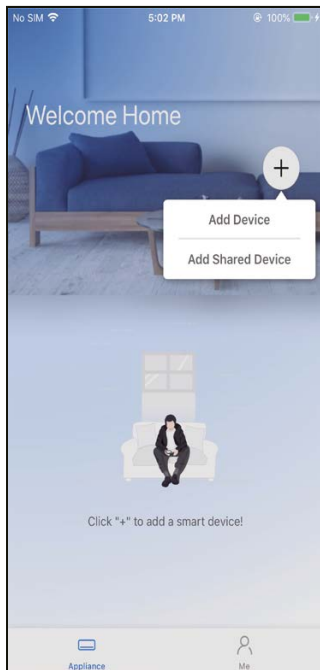 No SIM 5:02 PM 100%
Welcome Home
+
Add Device
Add Shared Device
Click "+" to add a smart device!
Appliance Me